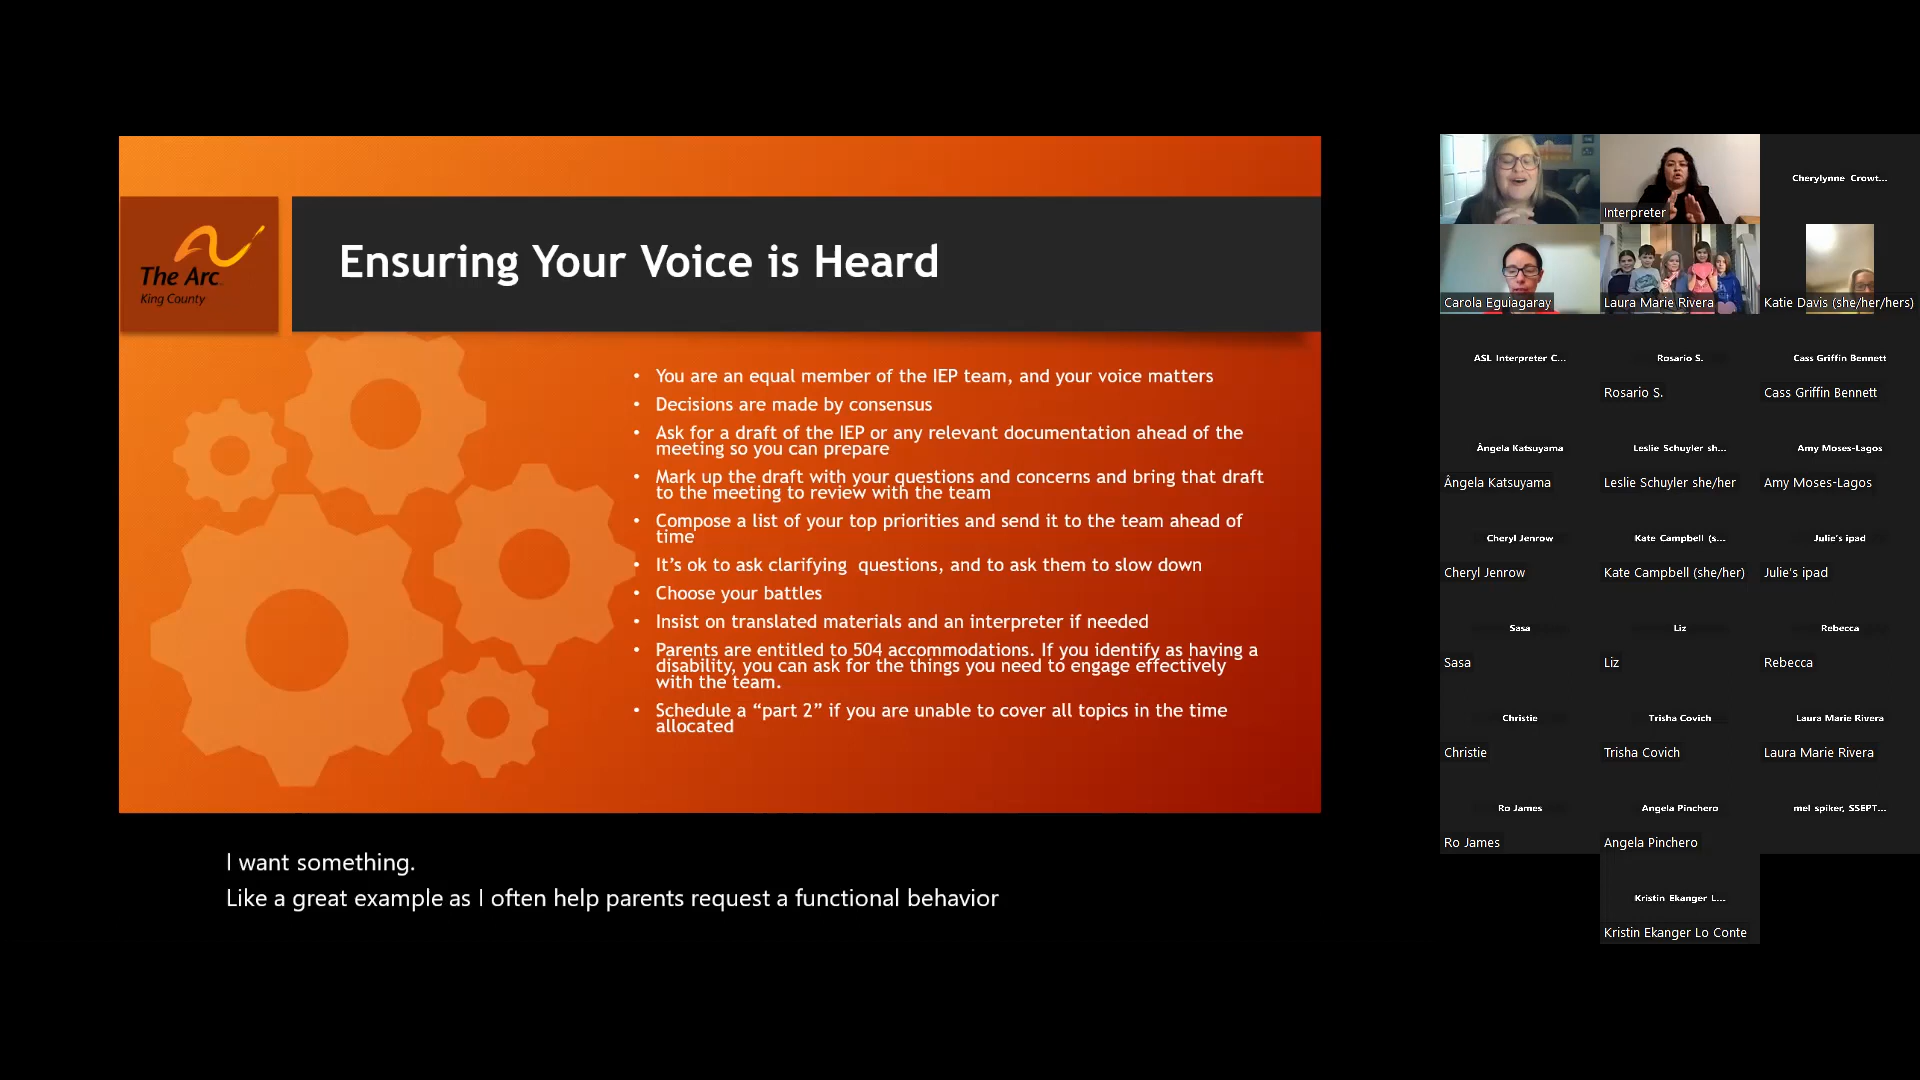 The Arc
King County
Ensuring Your Voice is Heard
• You are an equal member of the IEP team, and your voice matters
• Decisions are made by consensus
• Ask for a draft of the IEP or any relevant documentation ahead of the
meeting so you can prepare
• Mark up the draft with your questions and concerns and bring that draft
to the meeting to review with the team
• Compose a list of your top priorities and send it to the team ahead of
time
• It’s ok to ask clarifying  questions, and to ask them to slow down
• Choose your battles
• Insist on translated materials and an interpreter if needed
• Parents are entitled to 504 accommodations. If you identify as having a
disability, you can ask for the things you need to engage effectively
with the team.
• Schedule a “part 2” if you are unable to cover all topics in the time
allocated
I want something.
Like a great example as I often help parents request a functional behavior
Interpreter
Cherylynne Crowt...
Carola Eguiagaray
Laura Marie Rivera
Katie Davis (she/her/hers)
ASL Interpreter C...
Rosario S.
Rosario S.
Cass Griffin Bennett
Cass Griffin Bennett
Ângela Katsuyama
Ângela Katsuyama
Leslie Schuyler sh...
Leslie Schuyler she/her
Amy Moses-Lagos
Amy Moses-Lagos
Cheryl Jenrow
Cheryl Jenrow
Kate Campbell (s...
Kate Campbell (she/her)
Julie's ipad
Julie's ipad
Sasa
Sasa
Liz
Liz
Rebecca
Rebecca
Christie
Christie
Trisha Covich
Trisha Covich
Laura Marie Rivera
Laura Marie Rivera
Ro James
Ro James
Angela Pinchero
Angela Pinchero
mel spiker, SSEPT...
Kristin Ekanger L...
Kristin Ekanger Lo Conte